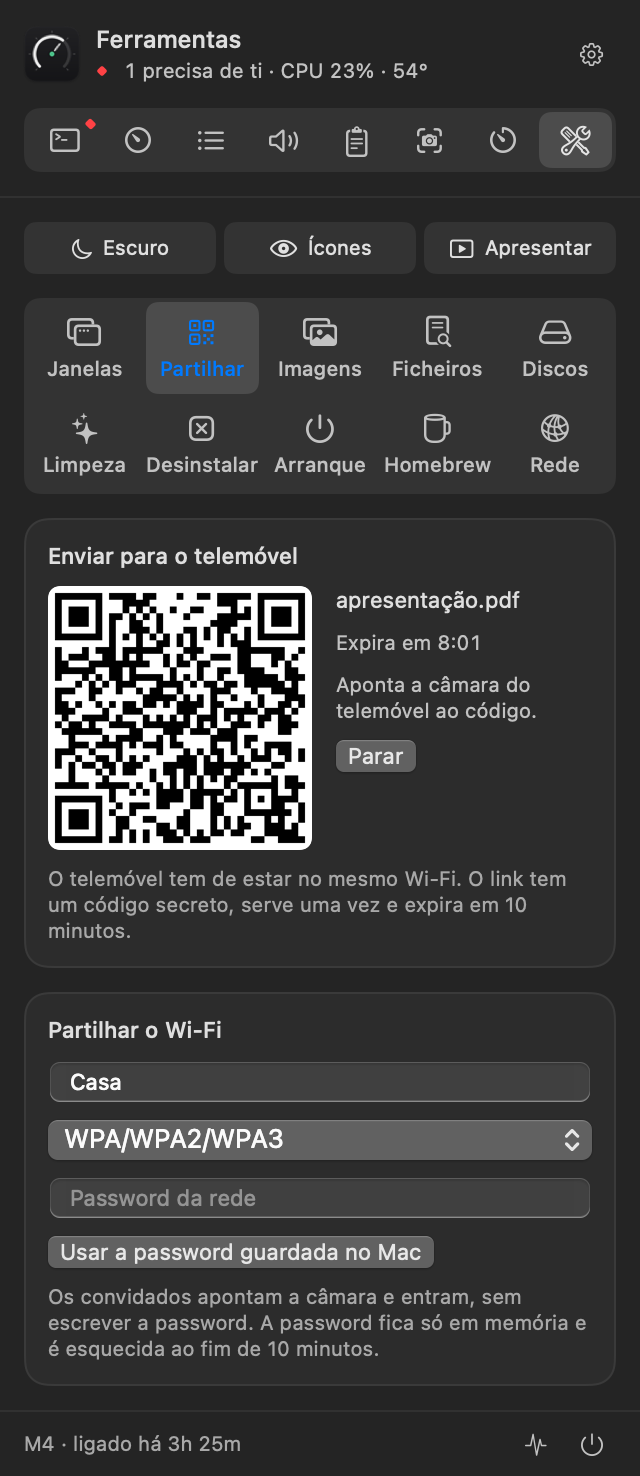 Ferramentas
1 precisa de ti · CPU 23% · 54°
Escuro
Ícones
Apresentar
Janelas
Partilhar
Imagens
Ficheiros
Discos
Limpeza
Desinstalar
Arranque
Homebrew
Rede
Enviar para o telemóvel
apresentação.pdf
Expira em 8:01
Aponta a câmara do
telemóvel ao código.
Parar
O telemóvel tem de estar no mesmo Wi-Fi. O link tem
um código secreto, serve uma vez e expira em 10
minutos.
Partilhar o Wi-Fi
Casa
WPA/WPA2/WPA3
Password da rede
Usar a password guardada no Mac
Os convidados apontam a câmara e entram, sem
escrever a password. A password fica só em memória e
é esquecida ao fim de 10 minutos.
M4 · ligado há 3h 25m